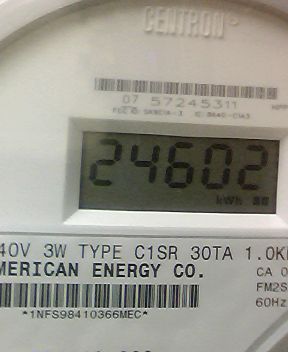 CENTRON
07 57245311
24602
kWh
40V 3W TYPE C1SR 30TA 1.0K
MERICAN ENERGY CO.
CA 0
FM2S
60Hz
*1NFS98410366MEC*